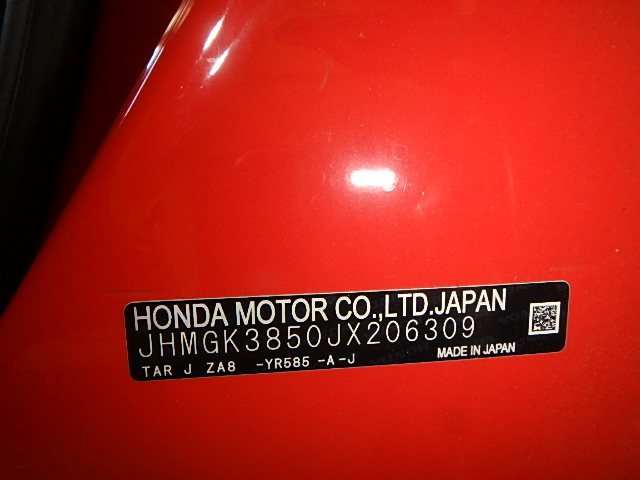 HONDA MOTOR CO.,LTD.JAPAN
JHMGK3850JX206309
TAR J ZA8 -YR585 -A-J
MADE IN JAPAN